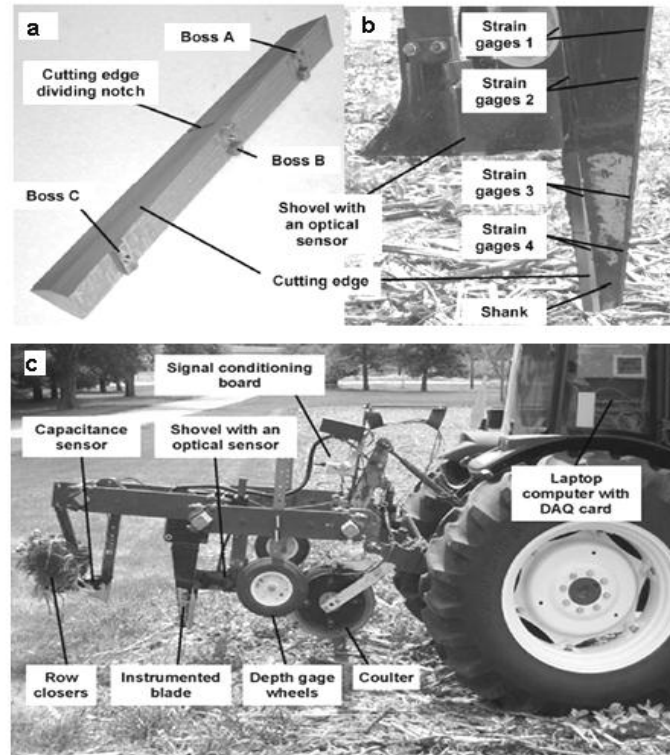 a
Boss A
Cutting edge
dividing notch
Boss B
Boss C
Cutting edge
b
Strain
gages 1
Strain
gages 2
Shovel with
an optical
sensor
Strain
gages 3
Strain
gages 4
Shank
c
Signal conditioning
board
Capacitance
sensor
Shovel with an
optical sensor
Laptop
computer with
DAQ card
Row
closers
Instrumented
blade
Depth gage
wheels
Coulter